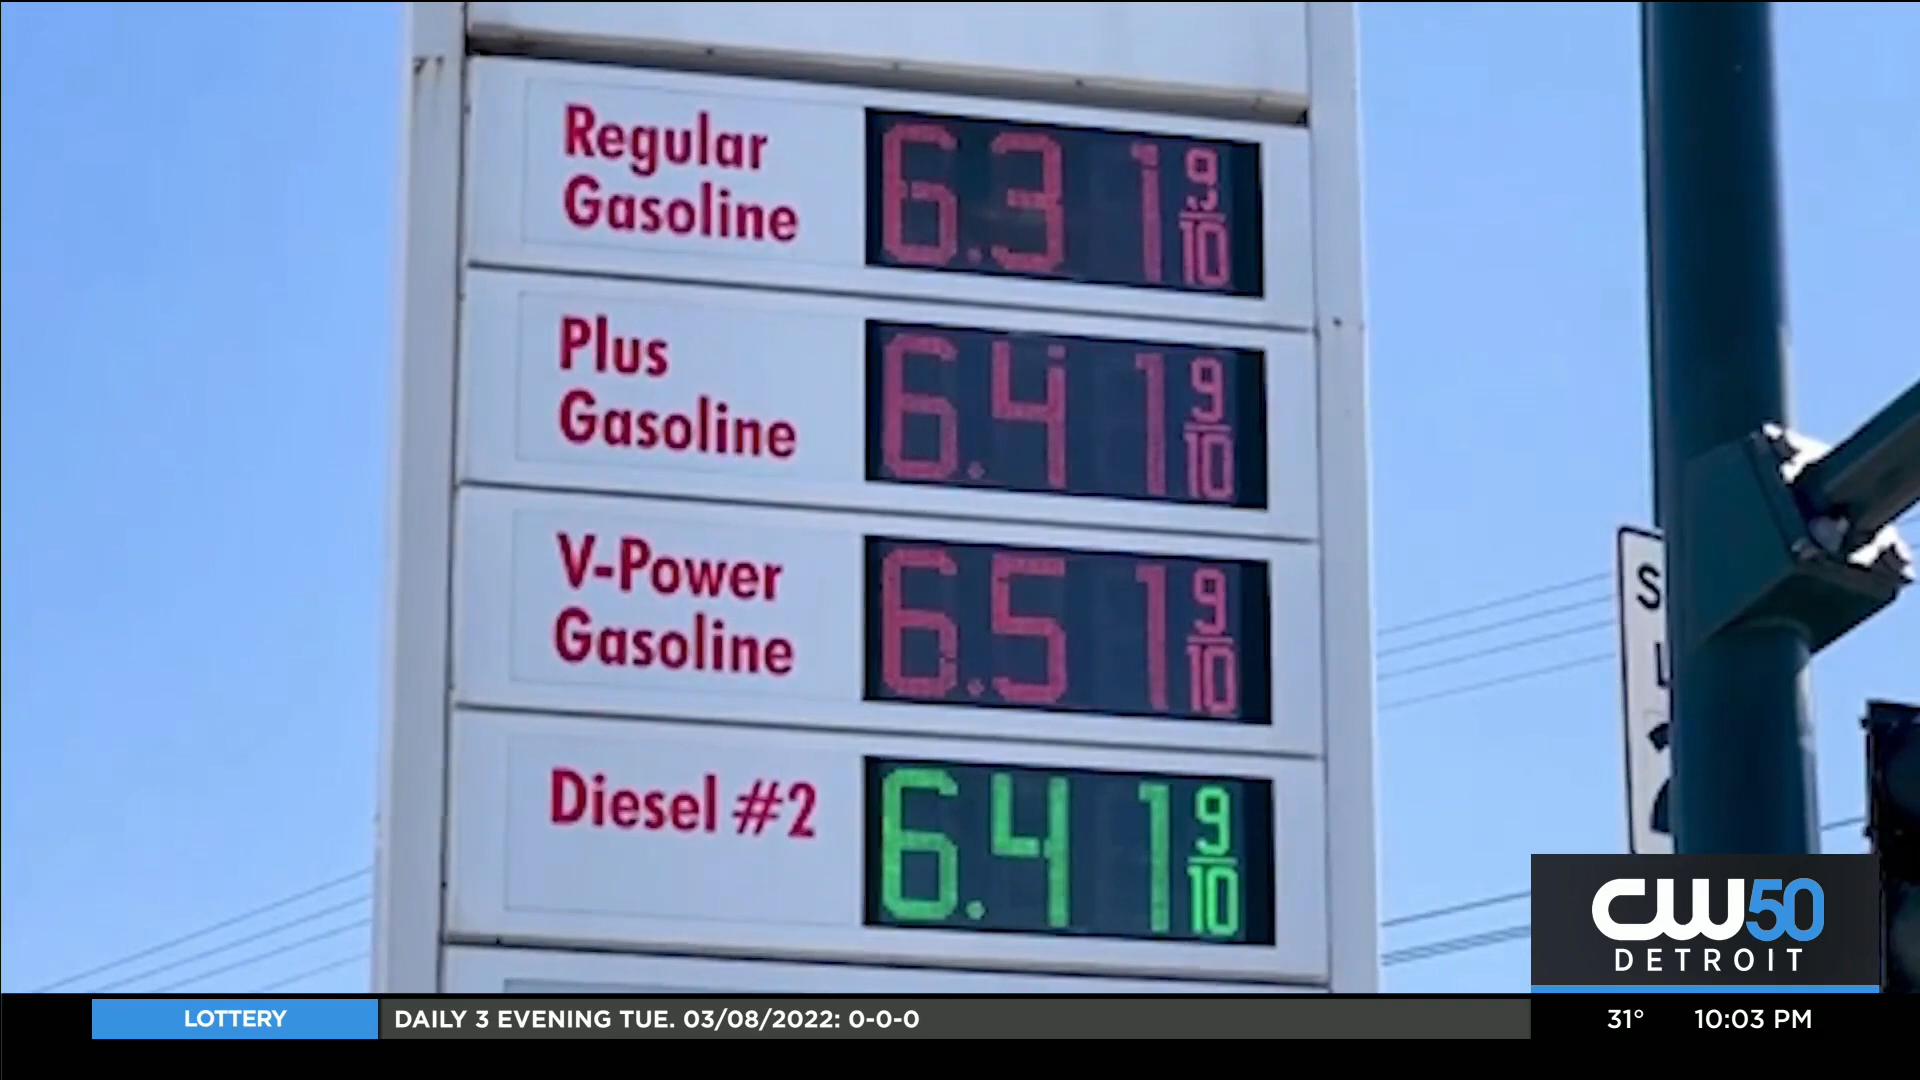 Regular
Gasoline
6.31 9/10
Plus
Gasoline
6.41 9/10
V-Power
Gasoline
6.51 9/10
Diesel #2
6.41 9/10
S
L
2
CW50
DETROIT
LOTTERY
DAILY 3 EVENING TUE. 03/08/2022: 0-0-0
31°
10:03 PM